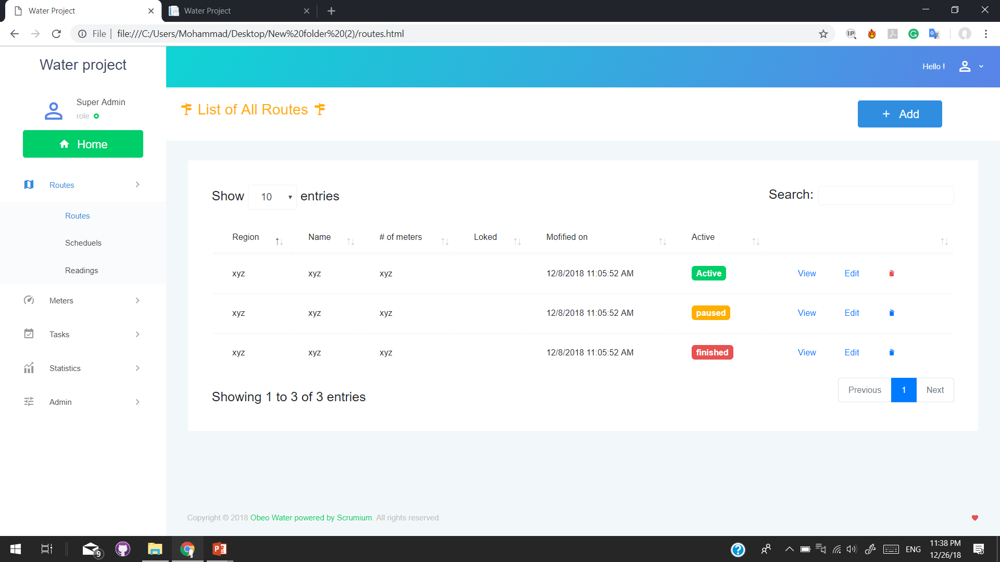 Water Project
Water Project
File
file:///C:/Users/Mohammad/Desktop/New%20folder%20(2)/routes.html
IP
G
Water project
Hello !
Super Admin
role
Home
List of All Routes
+ Add
Routes
Routes
Scheduels
Readings
Meters
Tasks
Statistics
Admin
Show 10 entries
Search:
Region Name # of meters Loked Mofified on Active
xyz xyz xyz 12/8/2018 11:05:52 AM Active View Edit
xyz xyz xyz 12/8/2018 11:05:52 AM paused View Edit
xyz xyz xyz 12/8/2018 11:05:52 AM finished View Edit
Showing 1 to 3 of 3 entries
Previous 1 Next
Copyright © 2018 Obeo Water powered by Scrumium. All rights reserved.
9
P
?
ENG
11:38 PM
12/26/18